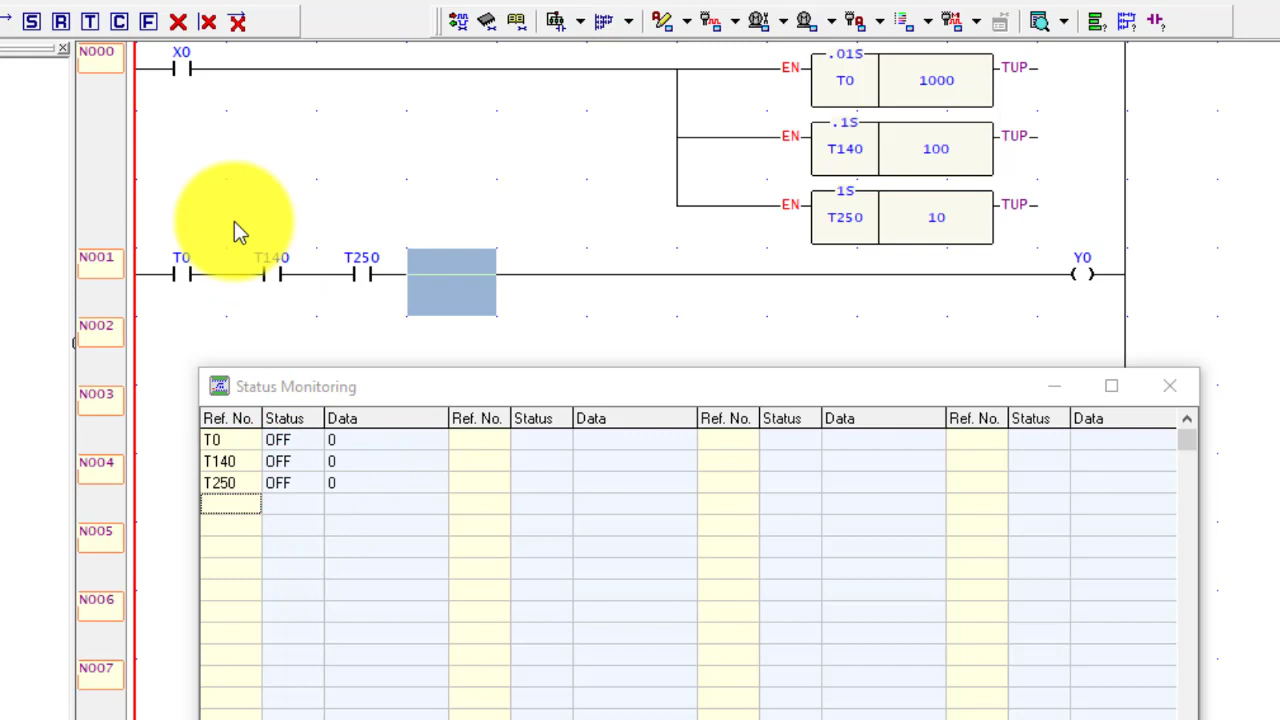 S R T C F
N000 X0 EN .01S T0 1000 TUP
EN .1S T140 100 TUP
EN 1S T250 10 TUP
N001 T0 T140 T250 Y0
N002
Status Monitoring
N003
Ref. No. Status Data Ref. No. Status Data Ref. No. Status Data Ref. No. Status Data
T0 OFF 0
N004 T140 OFF 0
T250 OFF 0
N005
N006
N007